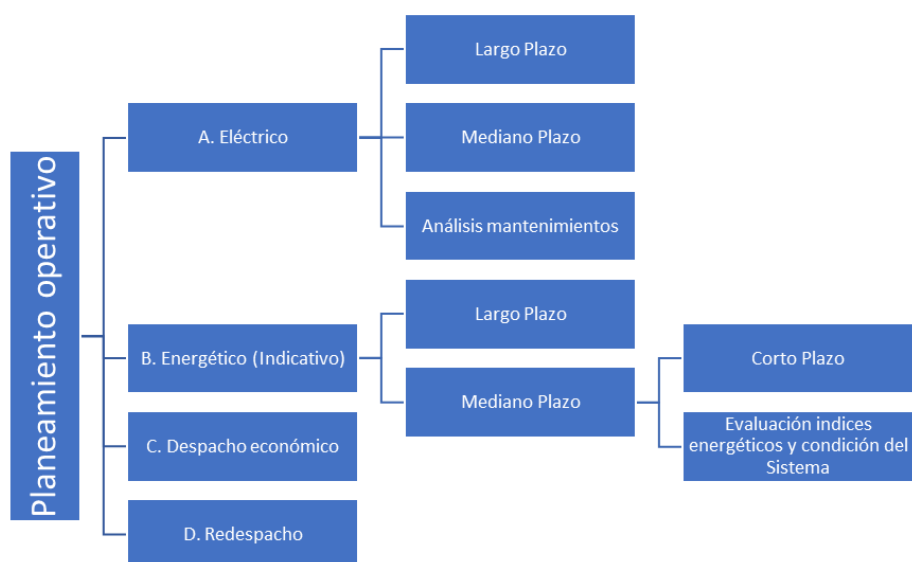 Planeamiento operativo
A. Eléctrico
Largo Plazo
Mediano Plazo
Análisis mantenimientos
B. Energético (Indicativo)
Largo Plazo
Mediano Plazo
Corto Plazo
Evaluación indices
energéticos y condición del
Sistema
C. Despacho económico
D. Redespacho